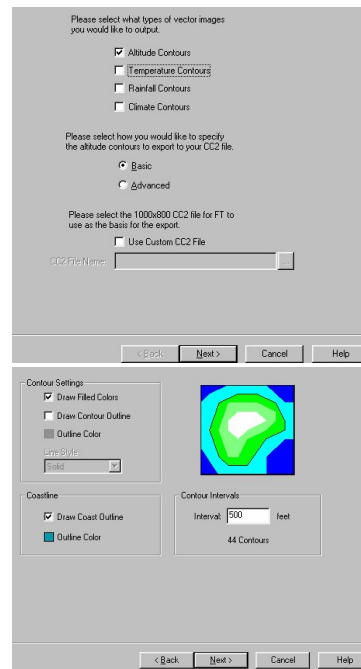 Please select what types of vector images
you would like to output.
Altitude Contours
Temperature Contours
Rainfall Contours
Climate Contours
Please select how you would like to specify
the altitude contours to export to your CC2 file.
Basic
Advanced
Please select the 1000x800 CC2 file for FT to
use as the basis for the export.
Use Custom CC2 File
CC2 File Name:
...
< Back Next > Cancel Help
Contour Settings
Draw Filled Colors
Draw Contour Outline
Outline Color
Line Style
Solid
Coastline
Draw Coast Outline
Outline Color
Contour Intervals
Interval: 500 feet
44 Contours
< Back Next > Cancel Help